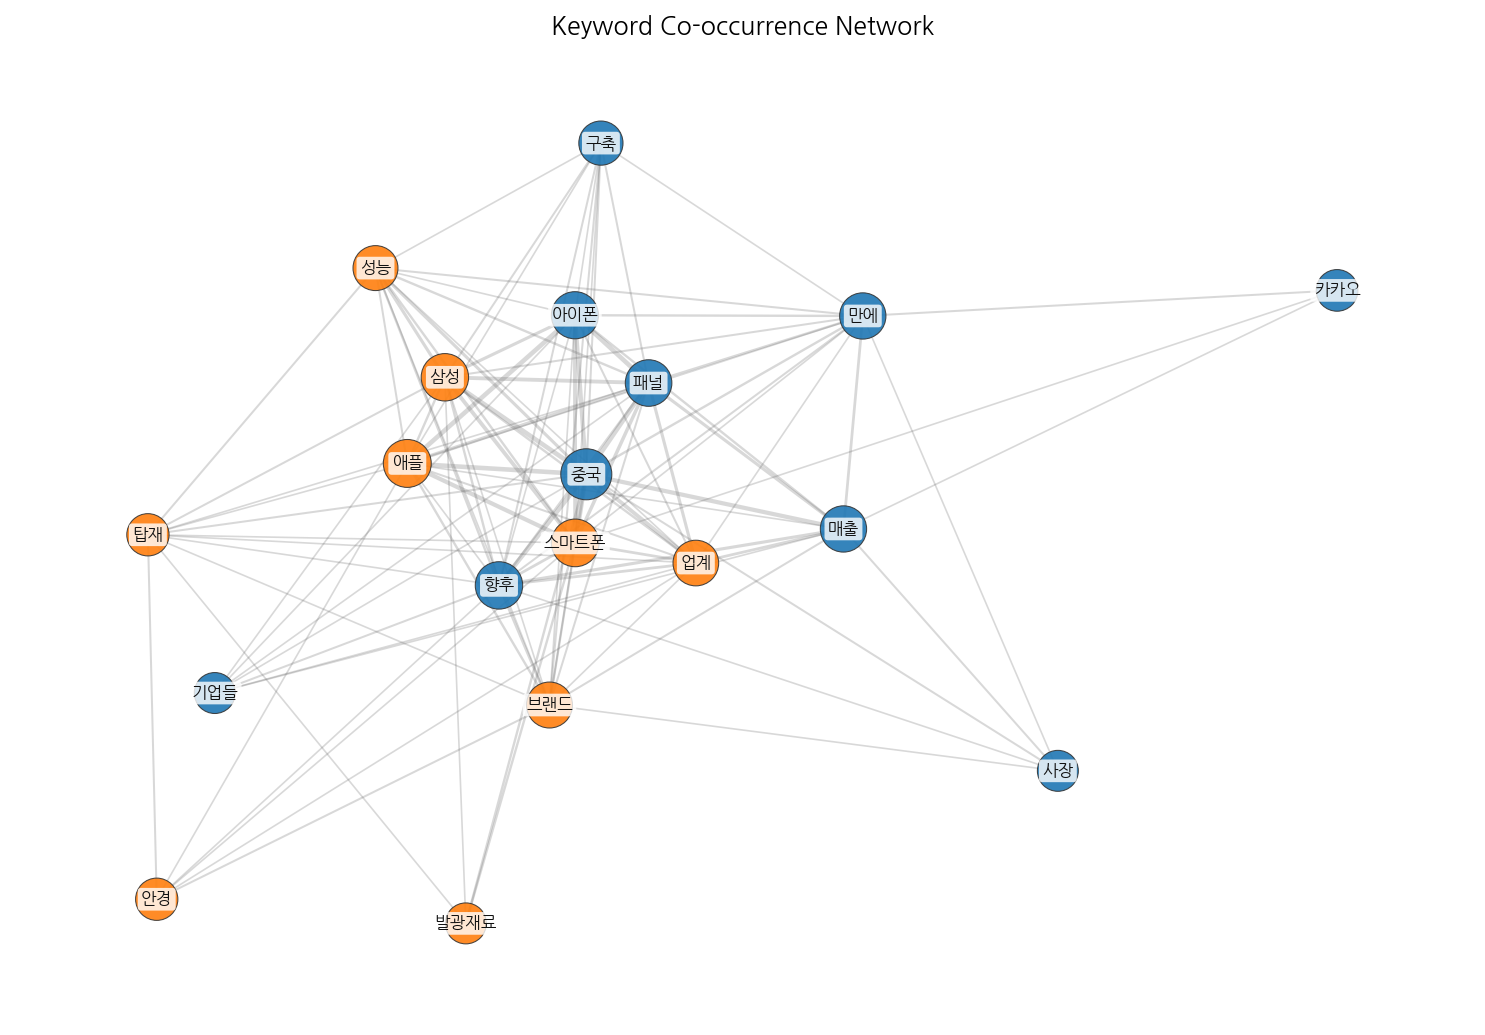 Keyword Co-occurrence Network
구축
성능
카카오
아이폰
만에
삼성
패널
애플
중국
매출
탑재
스마트폰
업계
향후
기업들
브랜드
사장
안경
발광재료